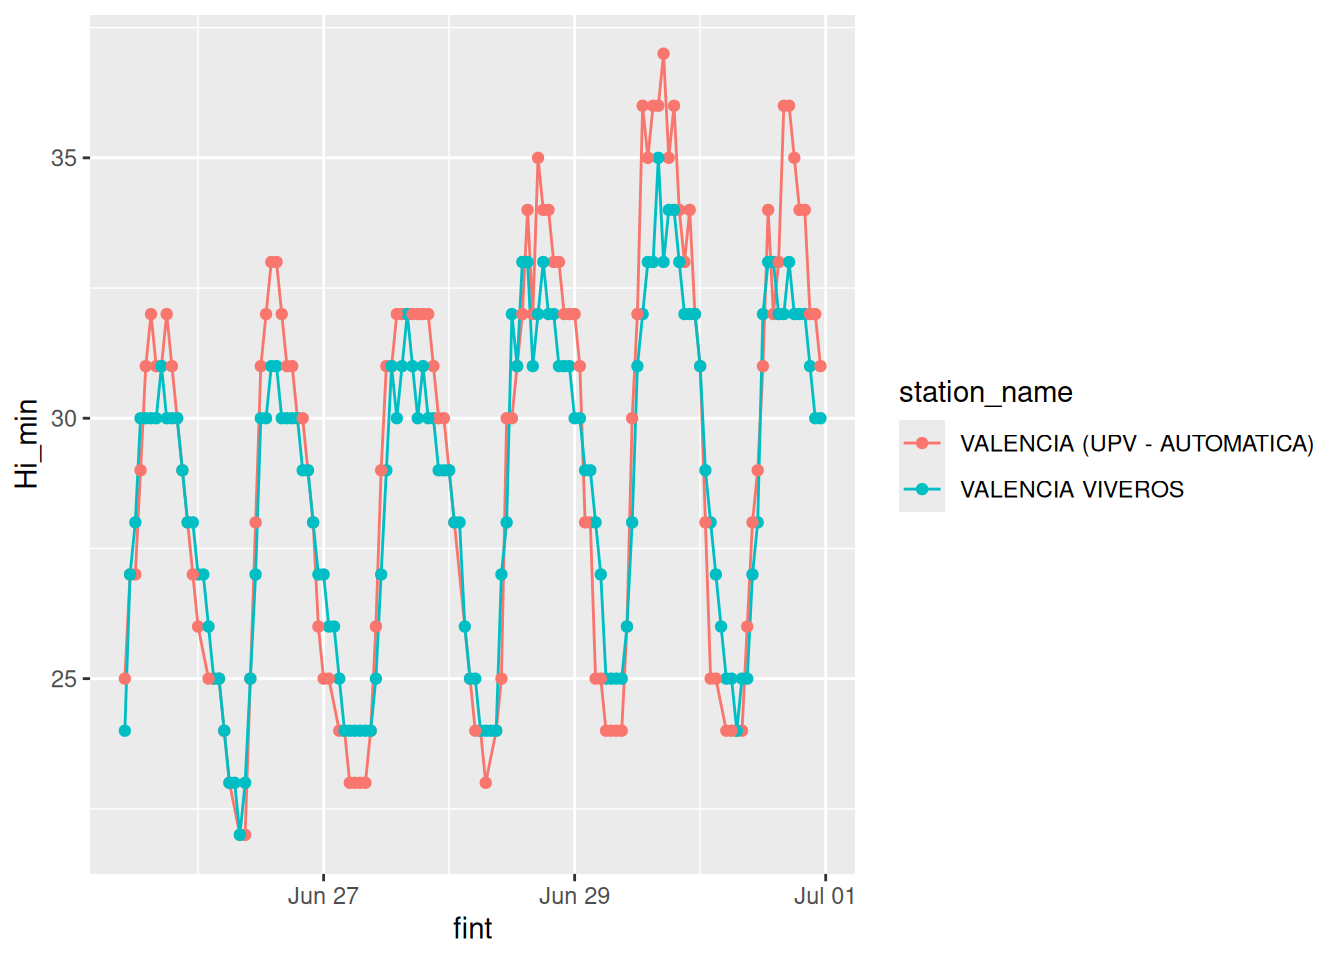 35
30
25
Hi_min
Jun 27
Jun 29
Jul 01
fint
station_name
VALENCIA (UPV - AUTOMATICA)
VALENCIA VIVEROS